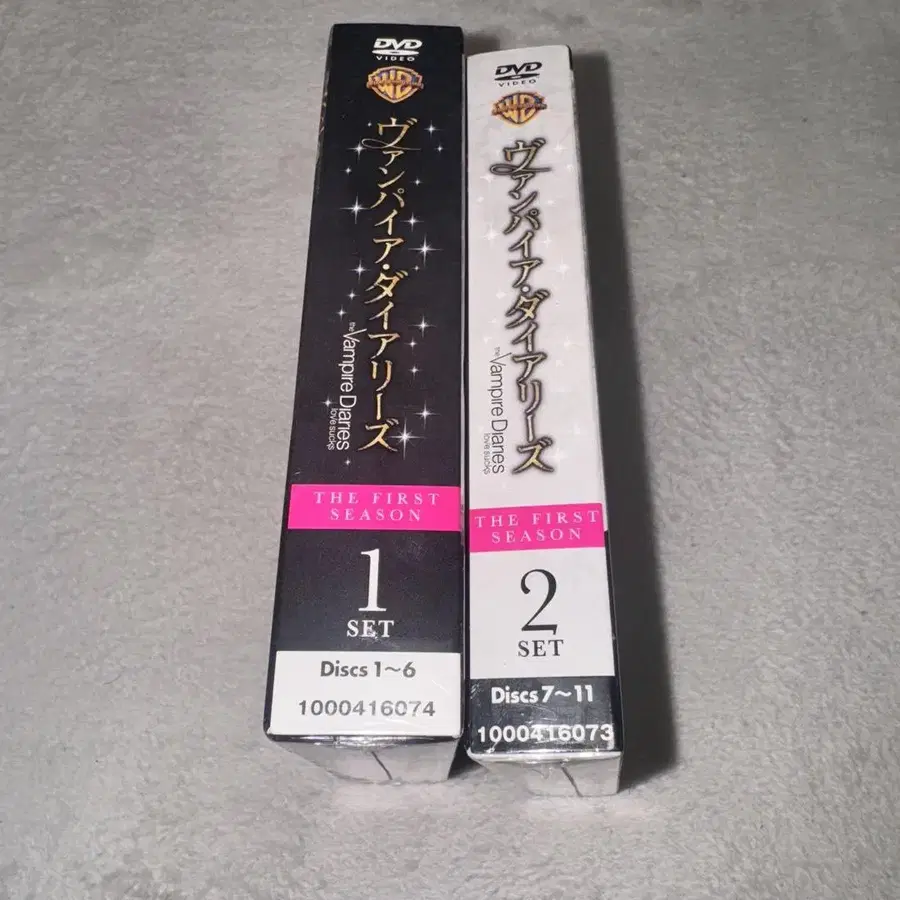 DVD
VIDEO
WB
ヴァンパイア・ダイアリーズ
the Vampire Diaries
love sucks
THE FIRST
SEASON
1
SET
Discs 1~6
1000416074
DVD
VIDEO
WB
ヴァンパイア・ダイアリーズ
the Vampire Diaries
love sucks
THE FIRST
SEASON
2
SET
Discs 7~11
1000416073